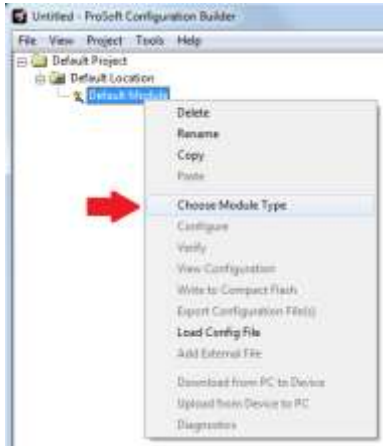 Untitled - ProSoft Configuration Builder
File View Project Tools Help
Default Project
Default Location
Default Module
Delete
Rename
Copy
Paste
Choose Module Type
Configure
Verify
View Configuration
Write to Compact Flash
Export Configuration File(s)
Load Config File
Add External File
Download from PC to Device
Upload from Device to PC
Diagnostics